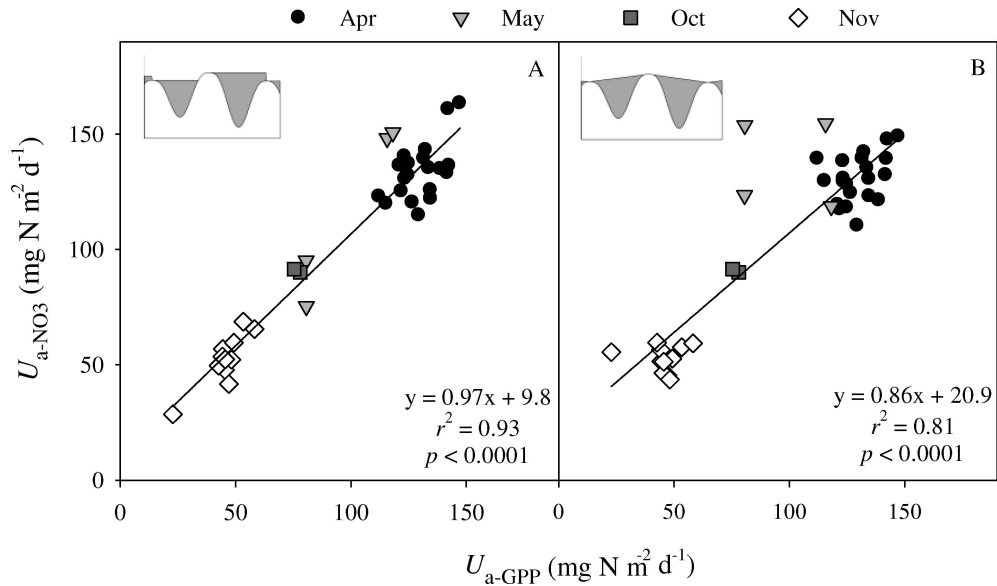 Apr May Oct Nov
A B
150
100
50
0
U a-NO3 (mg N m-2 d-1)
y = 0.97x + 9.8
r2 = 0.93
p < 0.0001
y = 0.86x + 20.9
r2 = 0.81
p < 0.0001
0 50 100 150 0 50 100 150
U a-GPP (mg N m-2 d-1)